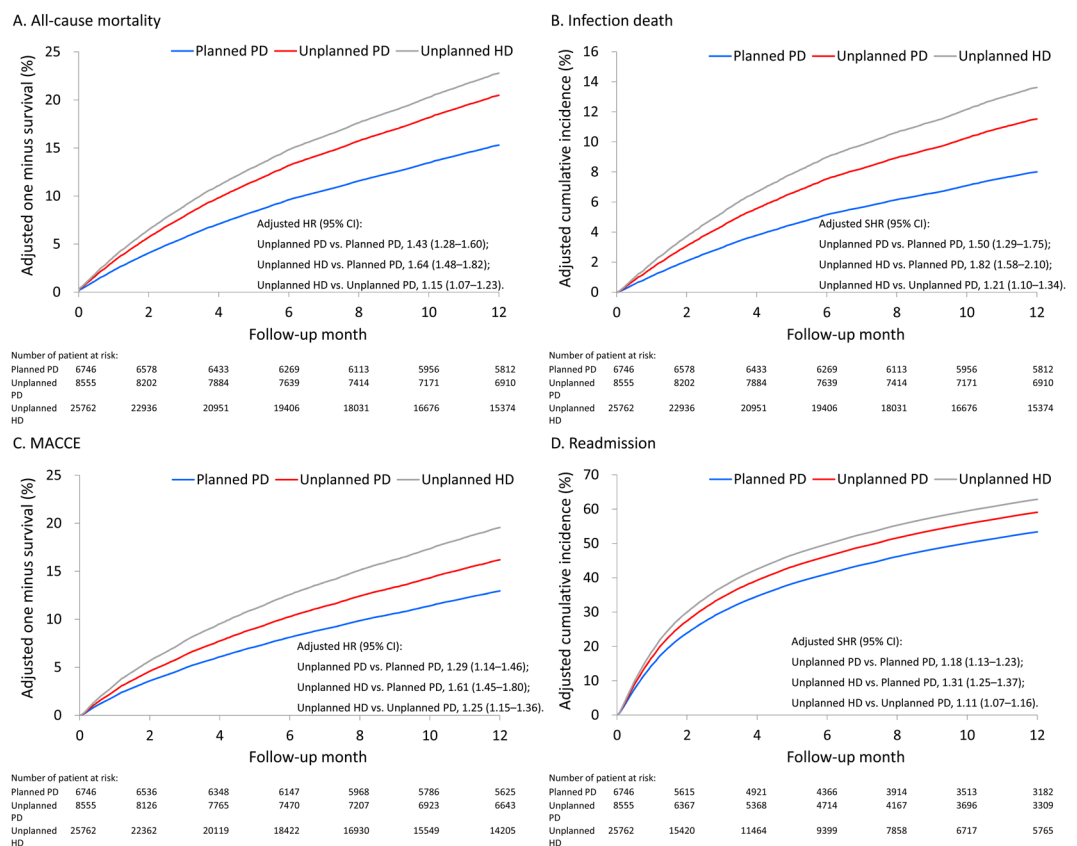 A. All-cause mortality
Planned PD Unplanned PD Unplanned HD
Adjusted one minus survival (%)
25
20
15
10
5
0
Adjusted HR (95% CI):
Unplanned PD vs. Planned PD, 1.43 (1.28–1.60);
Unplanned HD vs. Planned PD, 1.64 (1.48–1.82);
Unplanned HD vs. Unplanned PD, 1.15 (1.07–1.23).
0 2 4 6 8 10 12
Follow-up month
Number of patient at risk:
Planned PD 6746 6578 6433 6269 6113 5956 5812
Unplanned 8555 8202 7884 7639 7414 7171 6910
PD
Unplanned 25762 22936 20951 19406 18031 16676 15374
HD
B. Infection death
Planned PD Unplanned PD Unplanned HD
Adjusted cumulative incidence (%)
16
14
12
10
8
6
4
2
0
Adjusted SHR (95% CI):
Unplanned PD vs. Planned PD, 1.50 (1.29–1.75);
Unplanned HD vs. Planned PD, 1.82 (1.58–2.10);
Unplanned HD vs. Unplanned PD, 1.21 (1.10–1.34).
0 2 4 6 8 10 12
Follow-up month
Number of patient at risk:
Planned PD 6746 6578 6433 6269 6113 5956 5812
Unplanned 8555 8202 7884 7639 7414 7171 6910
PD
Unplanned 25762 22936 20951 19406 18031 16676 15374
HD
C. MACCE
Planned PD Unplanned PD Unplanned HD
Adjusted one minus survival (%)
25
20
15
10
5
0
Adjusted HR (95% CI):
Unplanned PD vs. Planned PD, 1.29 (1.14–1.46);
Unplanned HD vs. Planned PD, 1.61 (1.45–1.80);
Unplanned HD vs. Unplanned PD, 1.25 (1.15–1.36).
0 2 4 6 8 10 12
Follow-up month
Number of patient at risk:
Planned PD 6746 6536 6348 6147 5968 5786 5625
Unplanned 8555 8126 7765 7470 7207 6923 6643
PD
Unplanned 25762 22362 20119 18422 16930 15549 14205
HD
D. Readmission
Planned PD Unplanned PD Unplanned HD
Adjusted cumulative incidence (%)
70
60
50
40
30
20
10
0
Adjusted SHR (95% CI):
Unplanned PD vs. Planned PD, 1.18 (1.13–1.23);
Unplanned HD vs. Planned PD, 1.31 (1.25–1.37);
Unplanned HD vs. Unplanned PD, 1.11 (1.07–1.16).
0 2 4 6 8 10 12
Follow-up month
Number of patient at risk:
Planned PD 6746 5615 4921 4366 3914 3513 3182
Unplanned 8555 6367 5368 4714 4167 3696 3309
PD
Unplanned 25762 15420 11464 9399 7858 6717 5765
HD